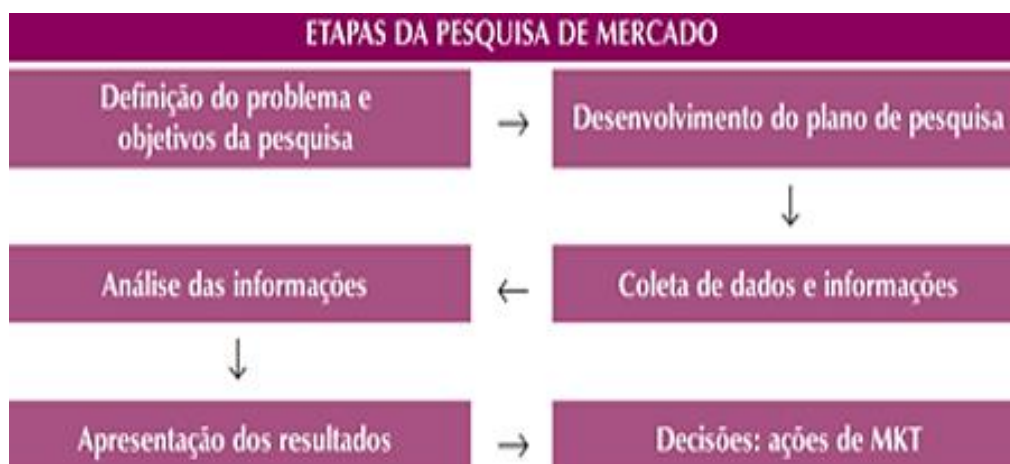 ETAPAS DA PESQUISA DE MERCADO
Definição do problema e
objetivos da pesquisa
Desenvolvimento do plano de pesquisa
Coleta de dados e informações
Análise das informações
Apresentação dos resultados
Decisões: ações de MKT